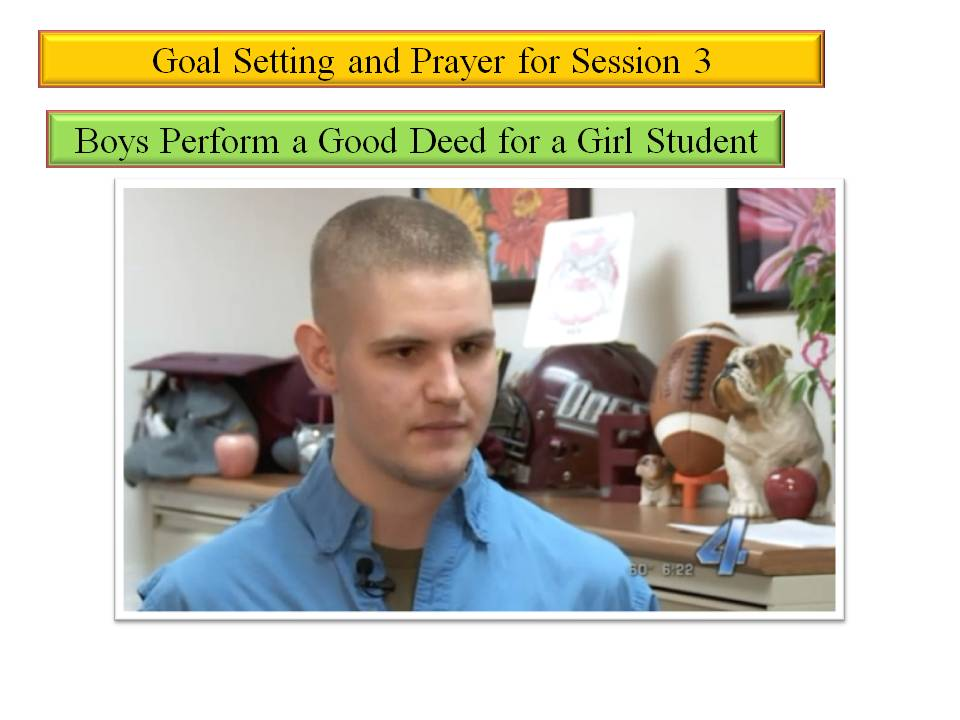 Goal Setting and Prayer for Session 3
Boys Perform a Good Deed for a Girl Student
E
4
60° 6:22